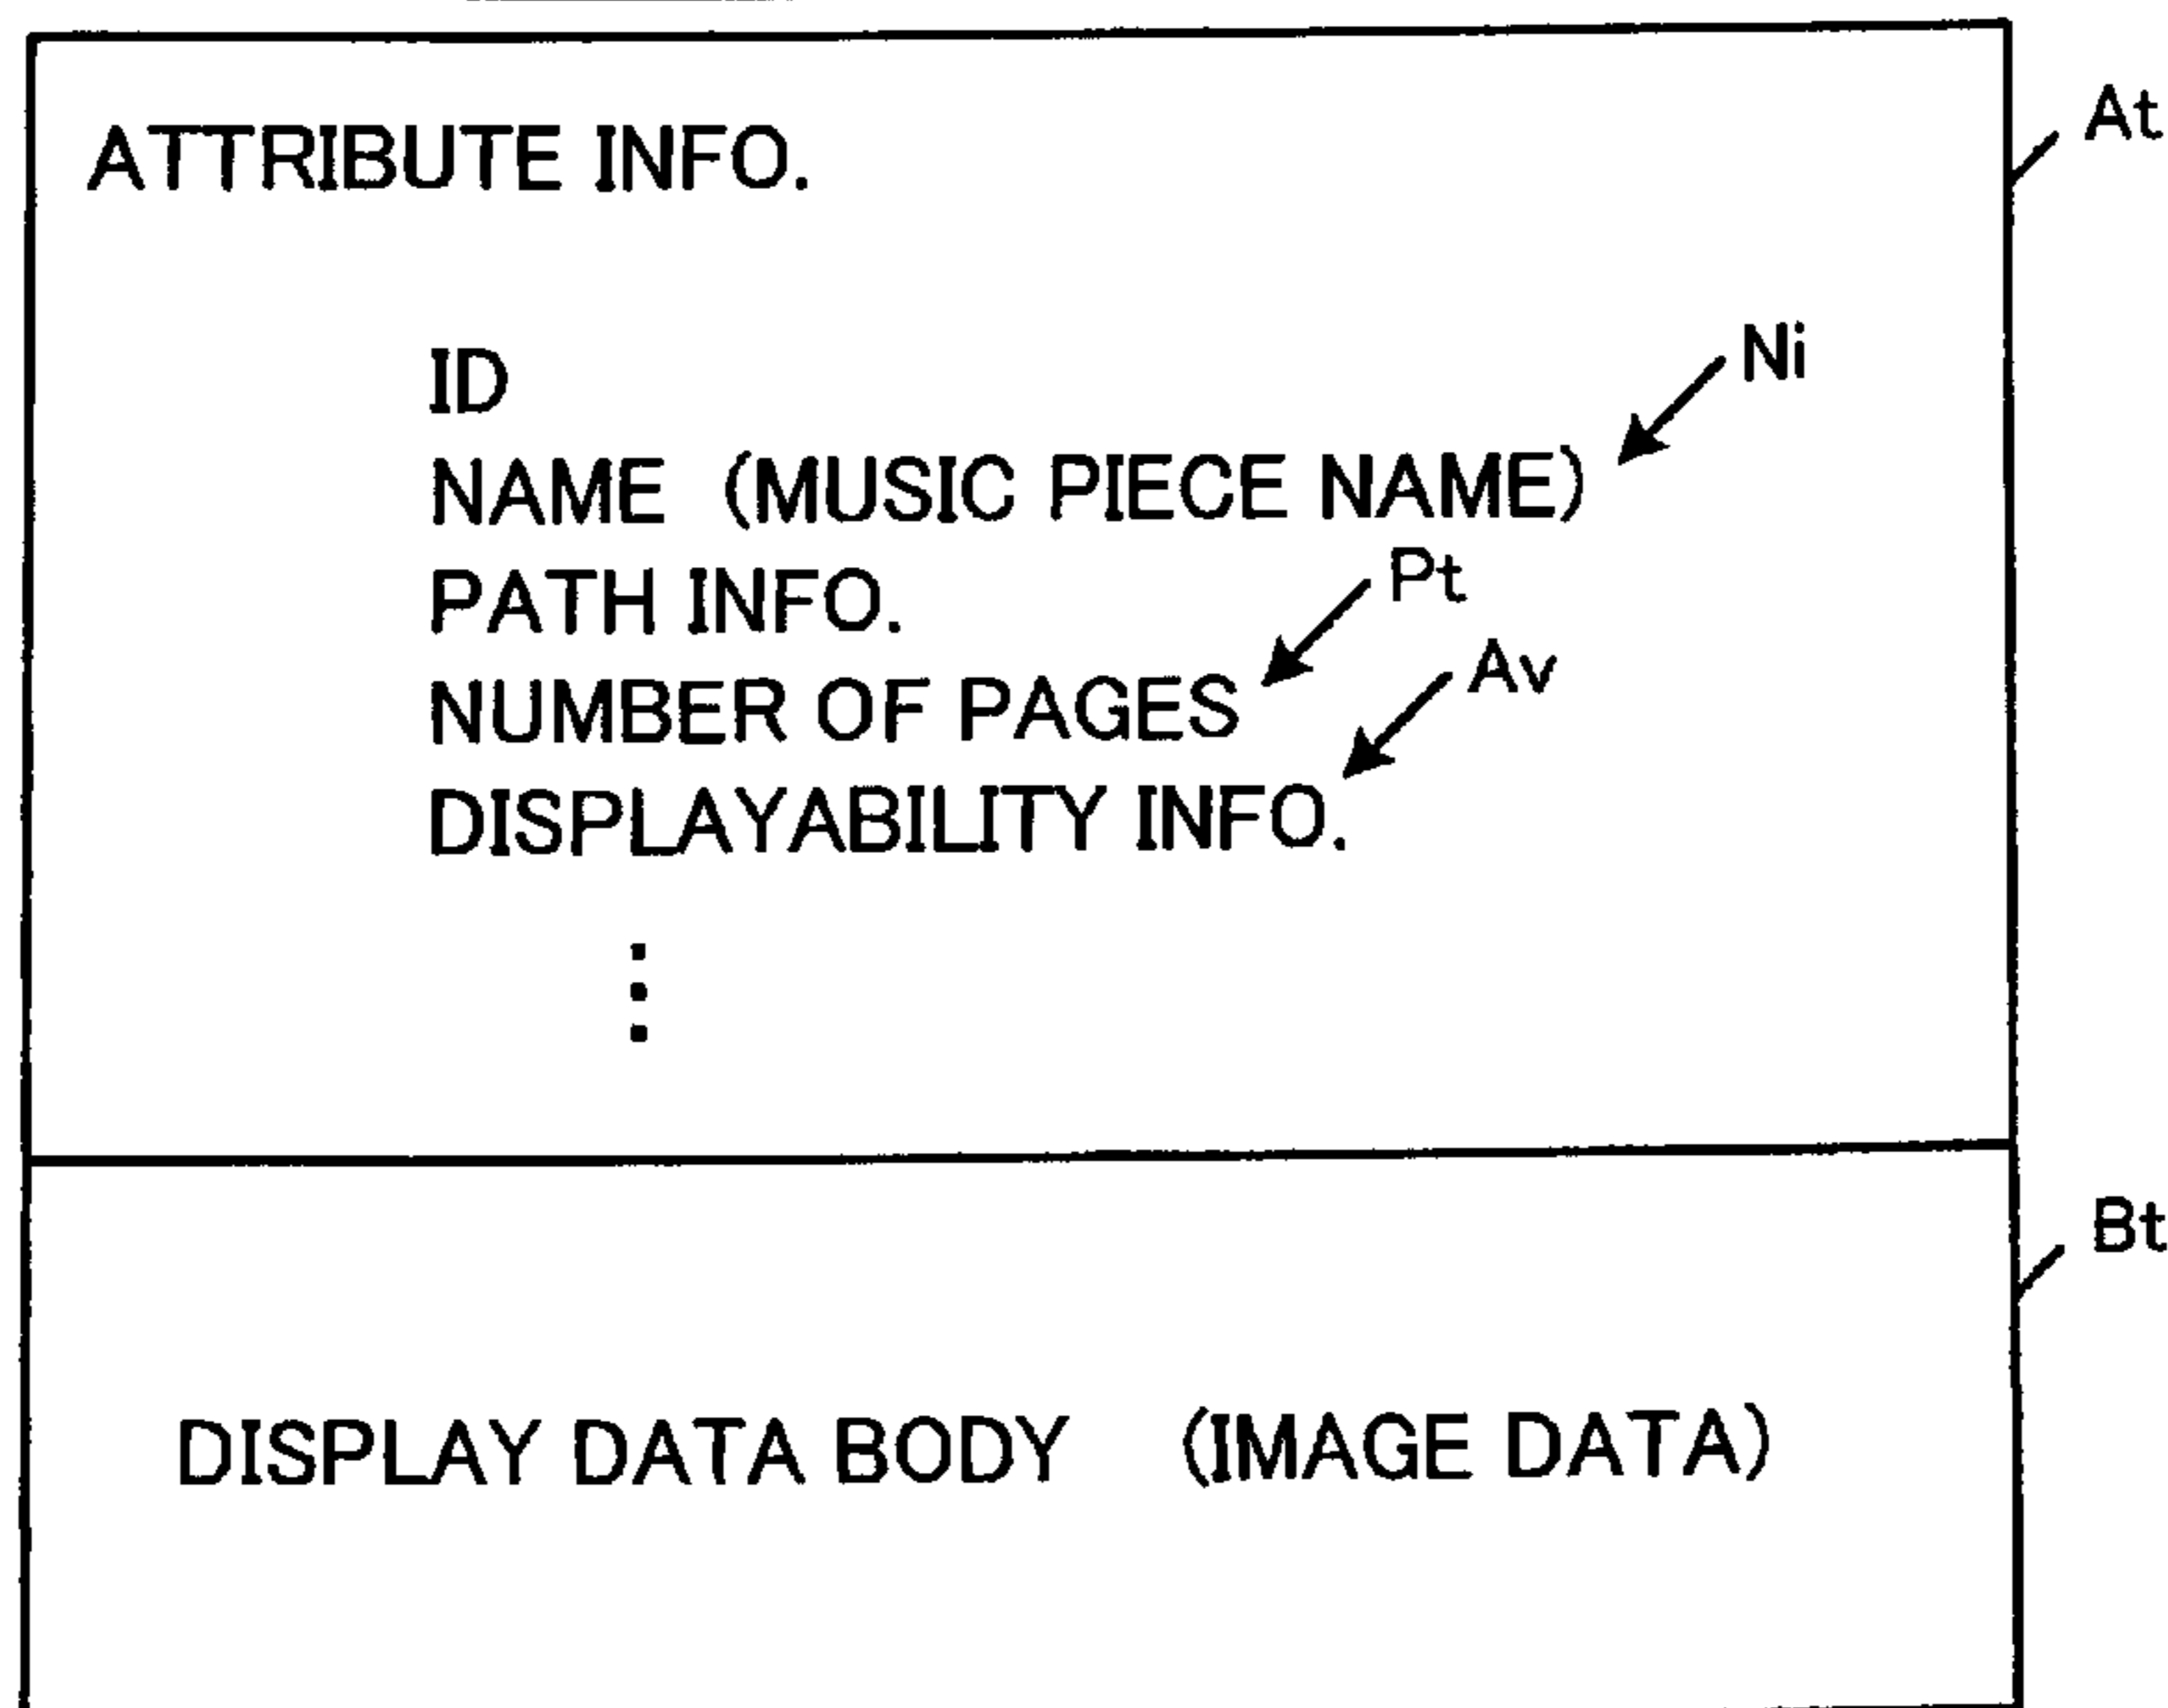 ATTRIBUTE INFO. At
ID
Ni
NAME (MUSIC PIECE NAME)
PATH INFO. Pt
NUMBER OF PAGES Av
DISPLAYABILITY INFO.
Bt
DISPLAY DATA BODY (IMAGE DATA)